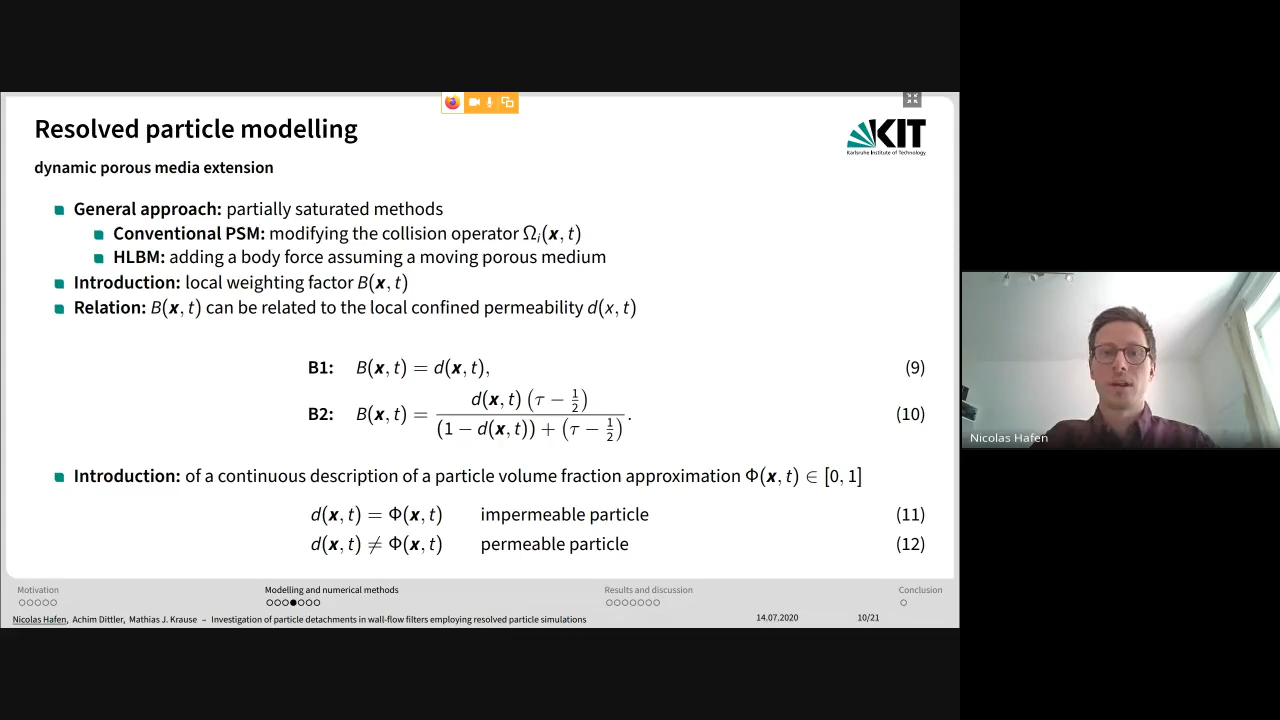 Resolved particle modelling
KIT
Karlsruhe Institute of Technology
dynamic porous media extension
General approach: partially saturated methods
Conventional PSM: modifying the collision operator Ωᵢ(x, t)
HLBM: adding a body force assuming a moving porous medium
Introduction: local weighting factor B(x, t)
Relation: B(x, t) can be related to the local confined permeability d(x, t)
B1: B(x, t) = d(x, t), (9)
B2: B(x, t) = d(x, t) (τ − 1/2) / ((1 − d(x, t)) + (τ − 1/2)). (10)
Introduction: of a continuous description of a particle volume fraction approximation Φ(x, t) ∈ [0, 1]
d(x, t) = Φ(x, t) impermeable particle (11)
d(x, t) ≠ Φ(x, t) permeable particle (12)
Motivation Modelling and numerical methods Results and discussion Conclusion
Nicolas Hafen, Achim Dittler, Mathias J. Krause – Investigation of particle detachments in wall-flow filters employing resolved particle simulations 14.07.2020 10/21
Nicolas Hafen